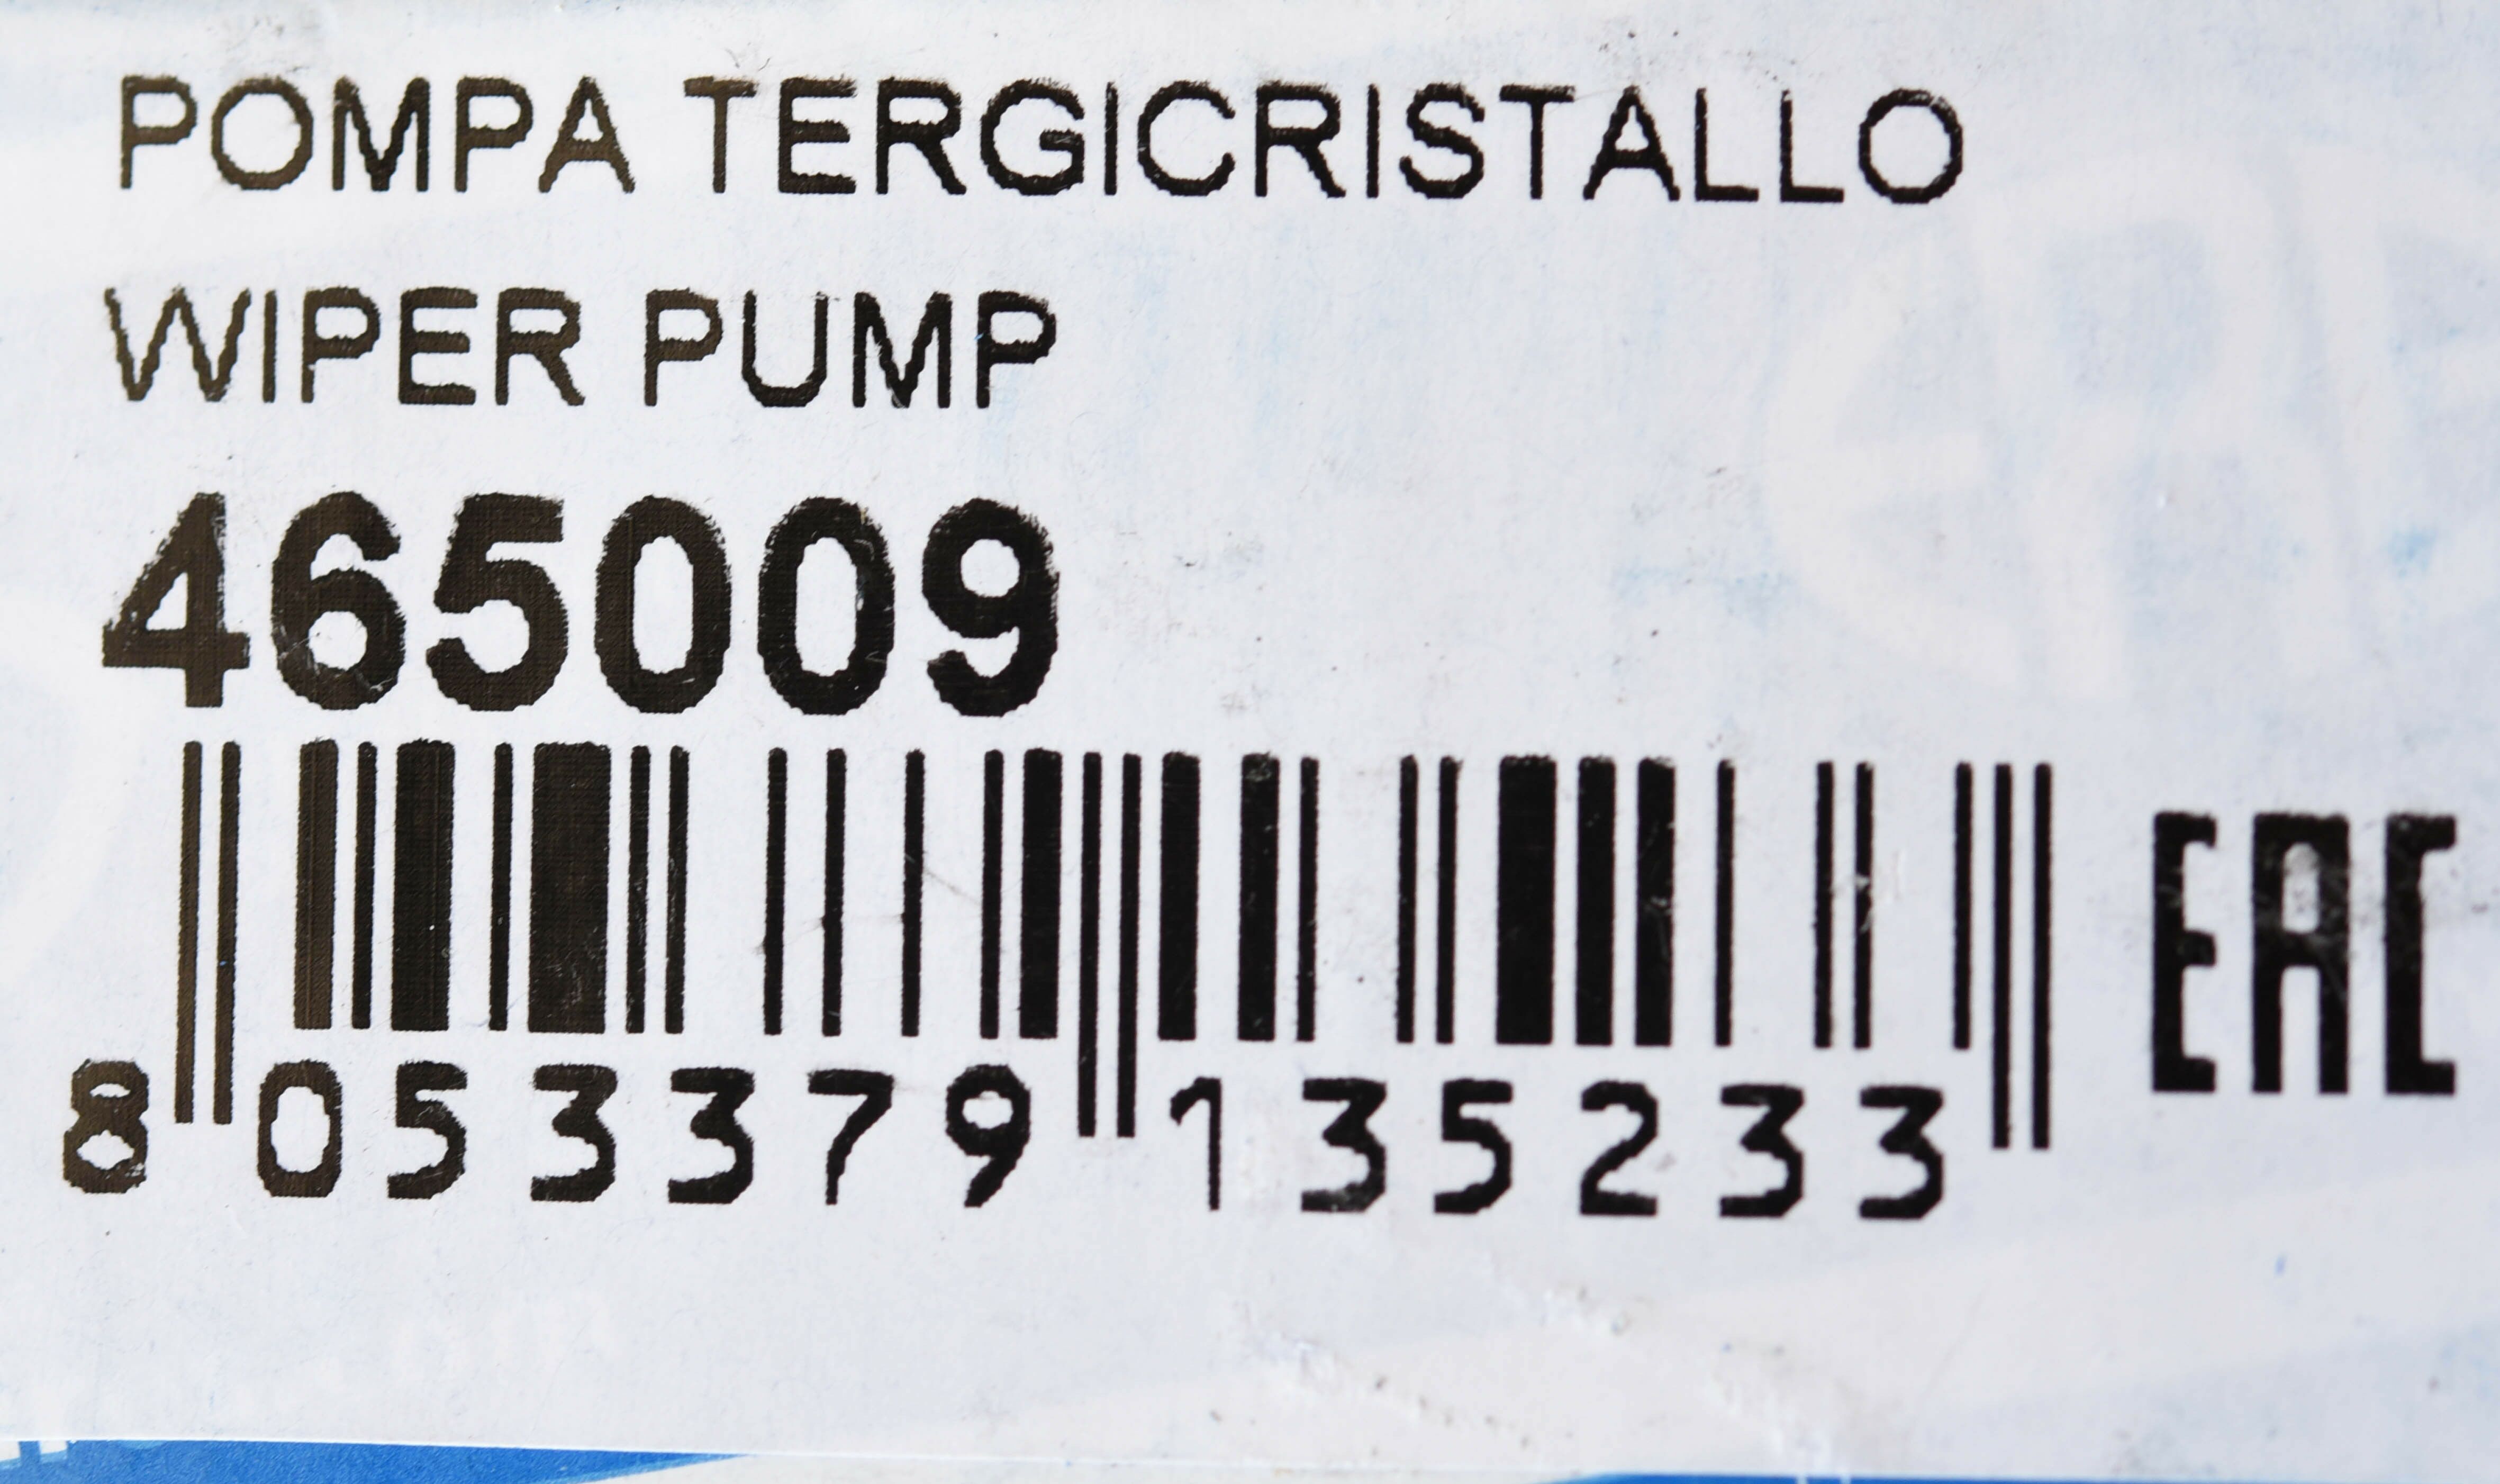 POMPA TERGICRISTALLO
WIPER PUMP
465009
8 053379 135233
EAC